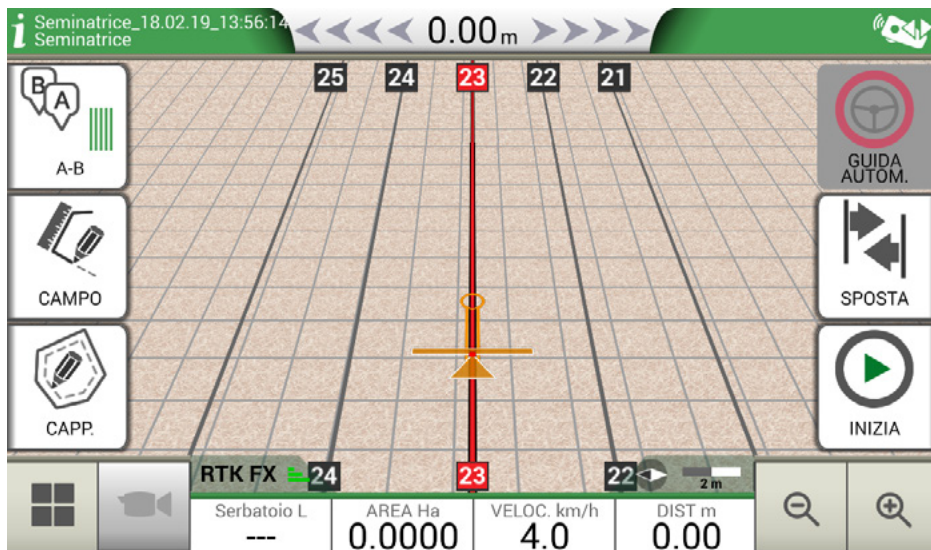 Seminatrice_18.02.19_13:56:14
Seminatrice
0.00 m
25 24 23 22 21
B
A
A-B
GUIDA
AUTOM.
CAMPO
SPOSTA
CAPP.
INIZIA
RTK FX
24 23 22
2 m
Serbatoio L AREA Ha VELOC. km/h DIST m
--- 0.0000 4.0 0.00